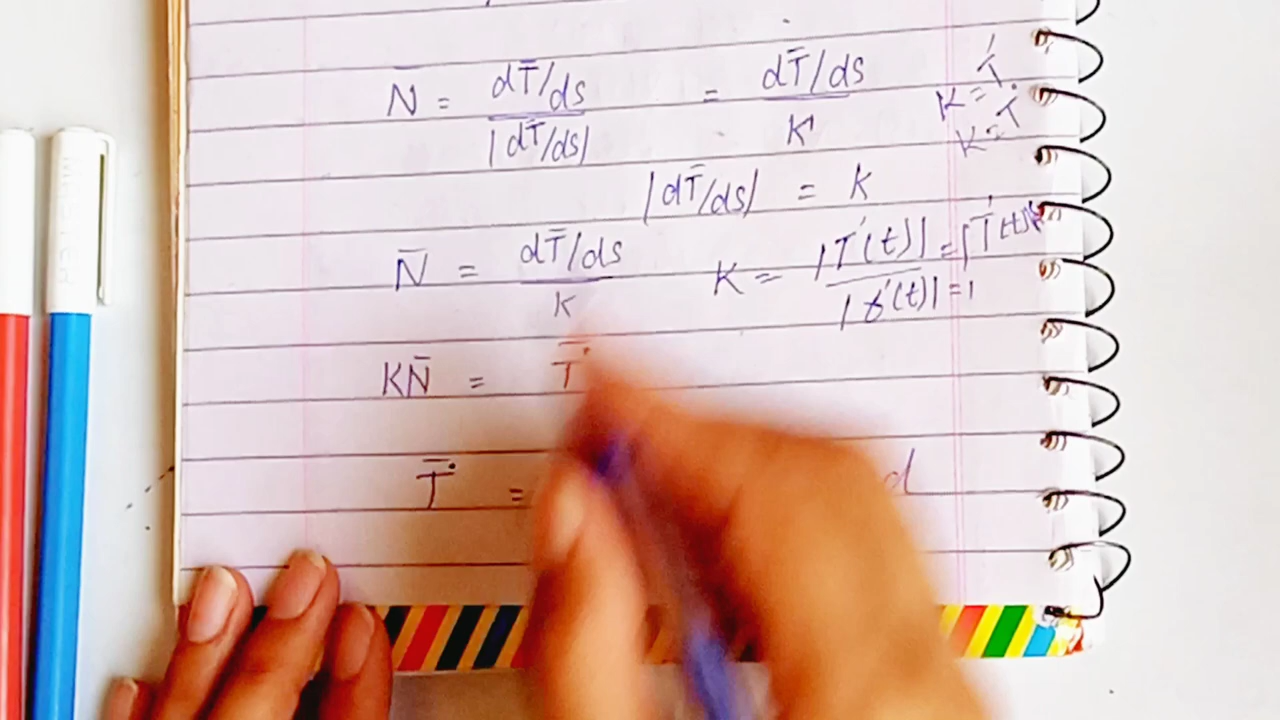 N̄ = dT̄/ds / |dT̄/ds| = dT̄/ds / K
K = T̄'
K = Ṫ
|dT̄/ds| = K
N̄ = dT̄/ds / K K = |T'(t)| / |γ'(t)| = 1 = |T̄'(t)|
KN̄ = T̄˙
T̄˙ = d